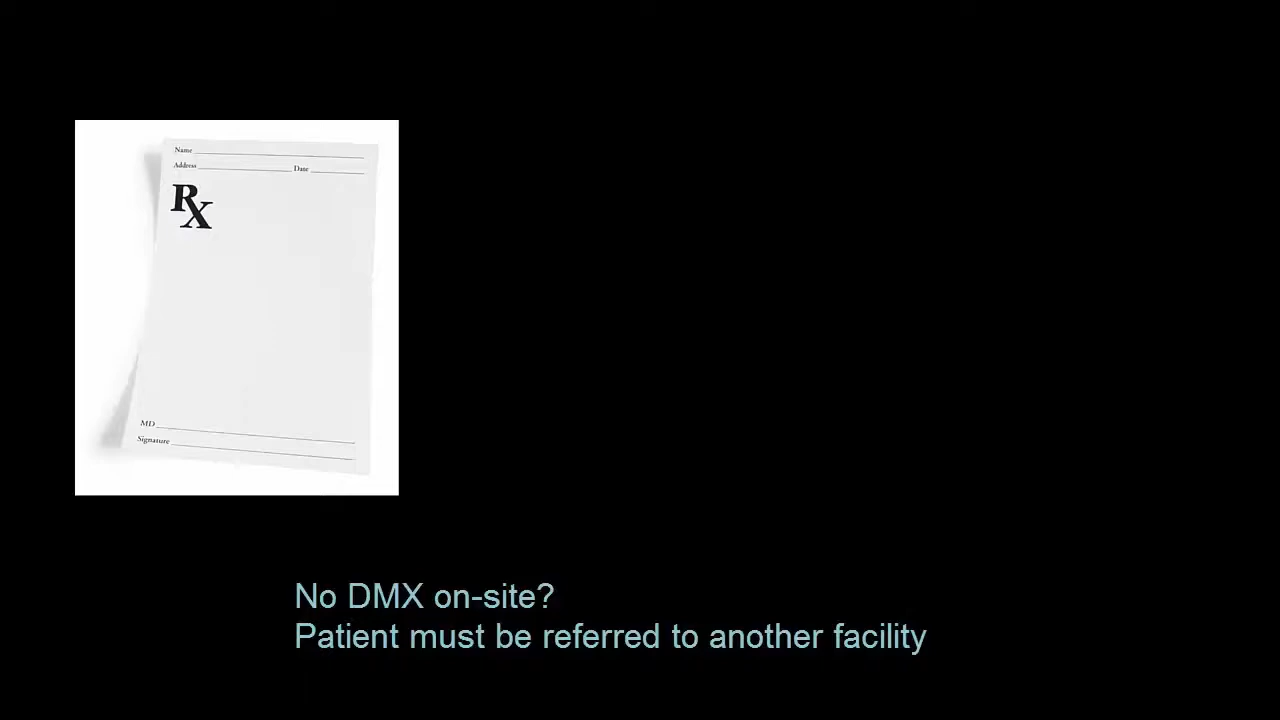 Name
Address Date
RX
MD
Signature
No DMX on-site?
Patient must be referred to another facility